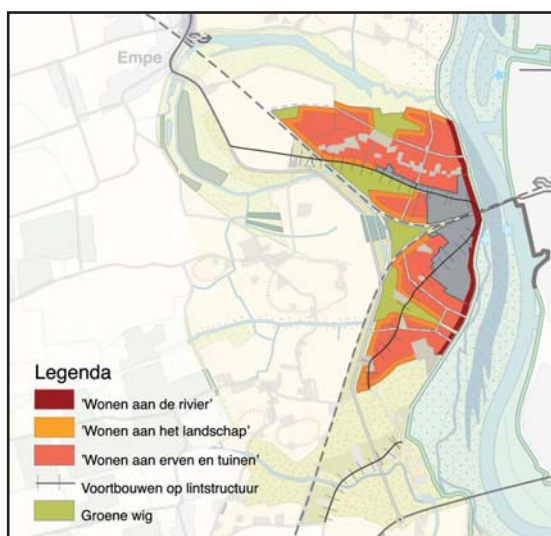 Empe
Legenda
'Wonen aan de rivier'
'Wonen aan het landschap'
'Wonen aan erven en tuinen'
Voortbouwen op lintstructuur
Groene wig